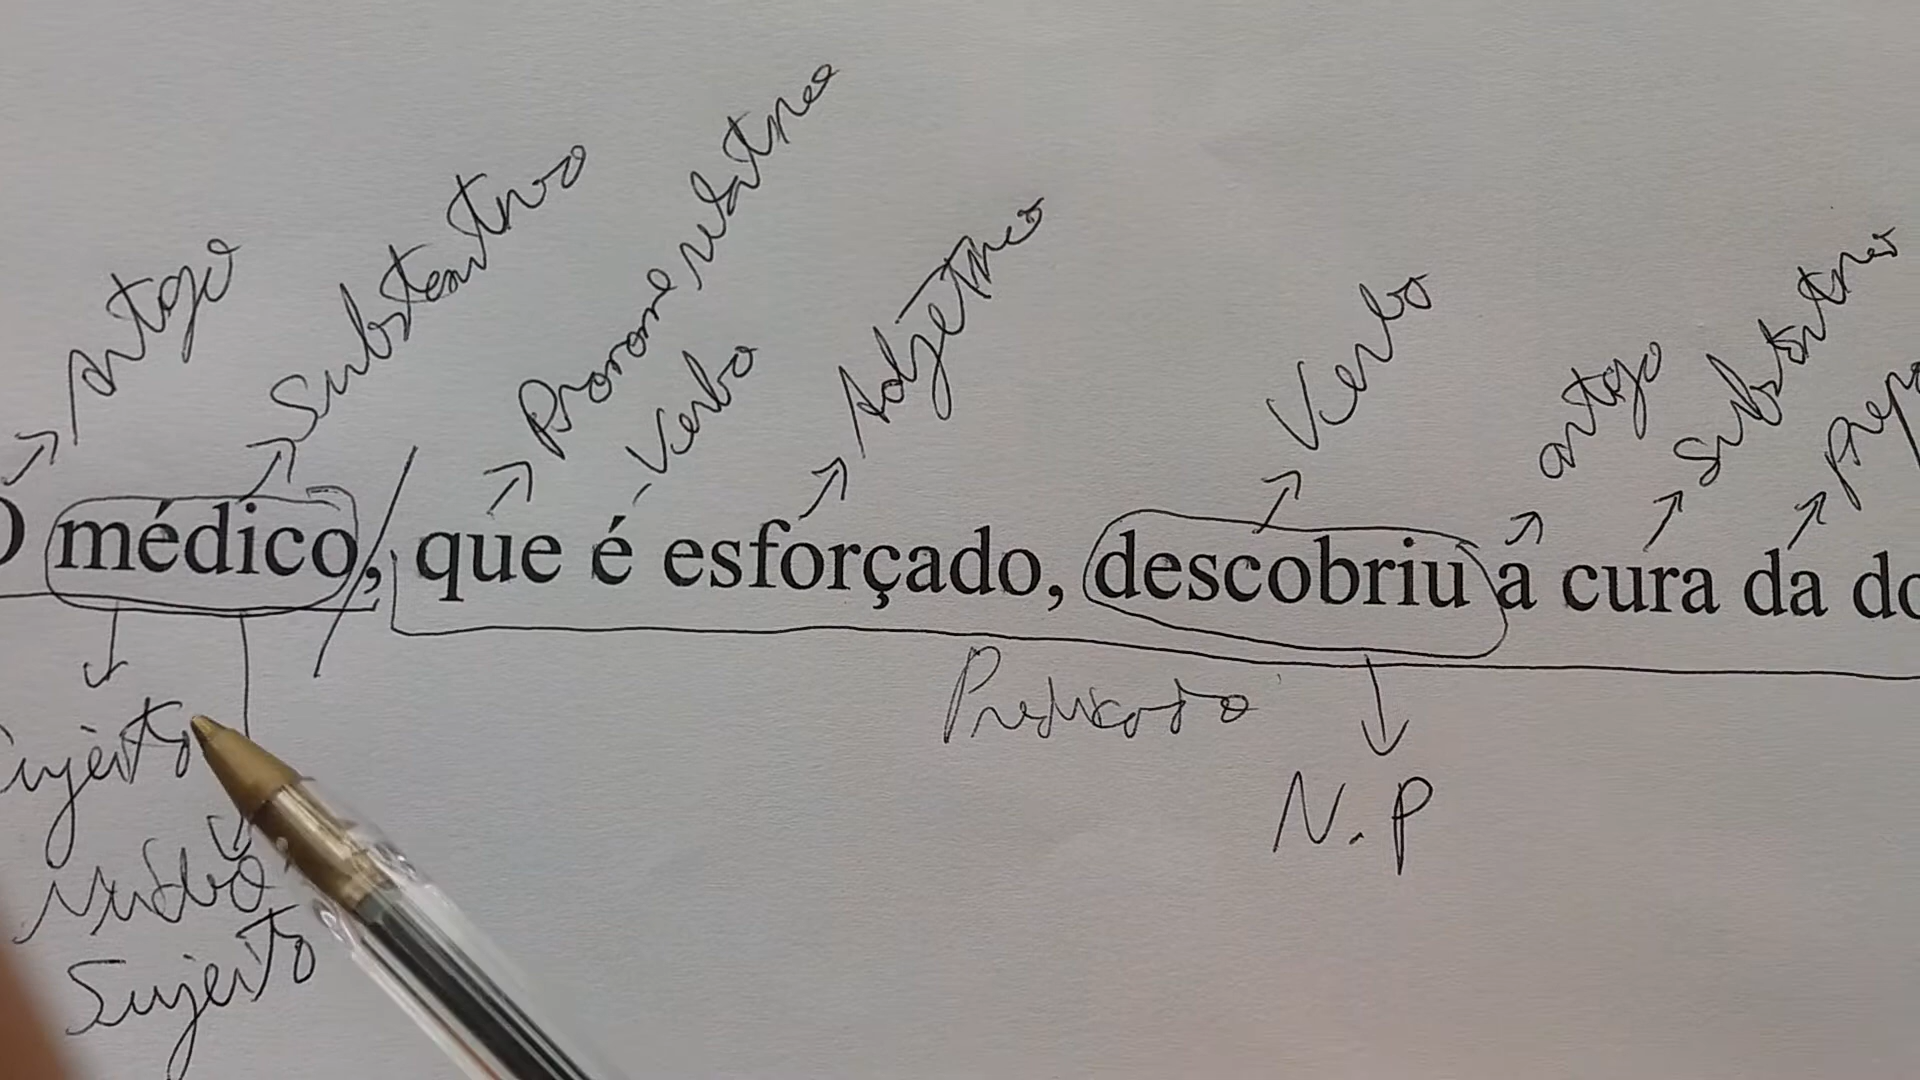 Artigo
Substantivo
Pronome relativo
Verbo
Adjetivo
Verbo
artigo
Substantivo
prep
O médico, que é esforçado, descobriu a cura da do
Predicado
N.P
Sujeito
Núcleo
Sujeito